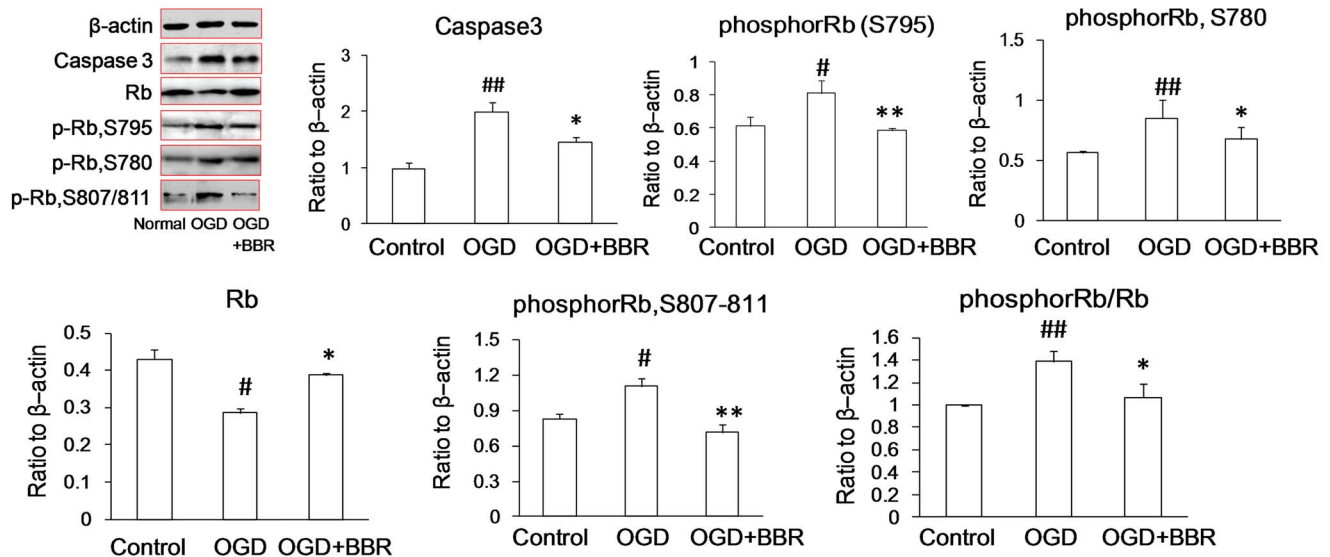 β-actin
Caspase 3
Rb
p-Rb,S795
p-Rb,S780
p-Rb,S807/811
Normal OGD OGD
+BBR
Caspase3
Ratio to β–actin
3
2
1
0
##
*
Control OGD OGD+BBR
phosphorRb (S795)
Ratio to β–actin
1
0.8
0.6
0.4
0.2
0
#
**
Control OGD OGD+BBR
phosphorRb, S780
Ratio to β–actin
1.5
1
0.5
0
##
*
Control OGD OGD+BBR
Rb
Ratio to β–actin
0.5
0.4
0.3
0.2
0.1
0
#
*
Control OGD OGD+BBR
phosphorRb,S807-811
Ratio to β–actin
1.5
1.2
0.9
0.6
0.3
0
#
**
Control OGD OGD+BBR
phosphorRb/Rb
Ratio to β–actin
1.6
1.4
1.2
1
0.8
0.6
0.4
0.2
0
##
*
Control OGD OGD+BBR